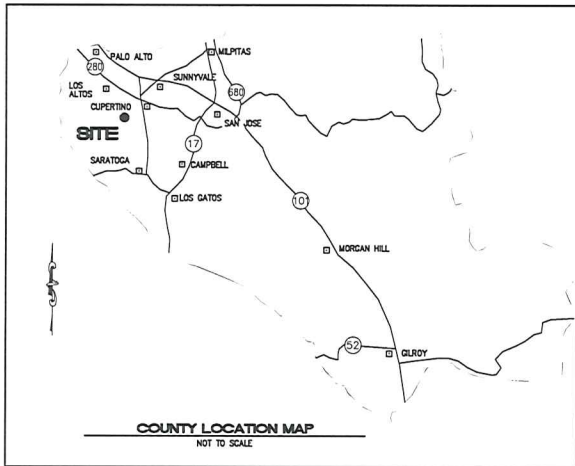 PALO ALTO
MILPITAS
280
SUNNYVALE
LOS
ALTOS
680
CUPERTINO
SITE
SAN JOSE
17
SARATOGA
CAMPBELL
LOS GATOS
101
MORGAN HILL
52
GILROY
COUNTY LOCATION MAP
NOT TO SCALE